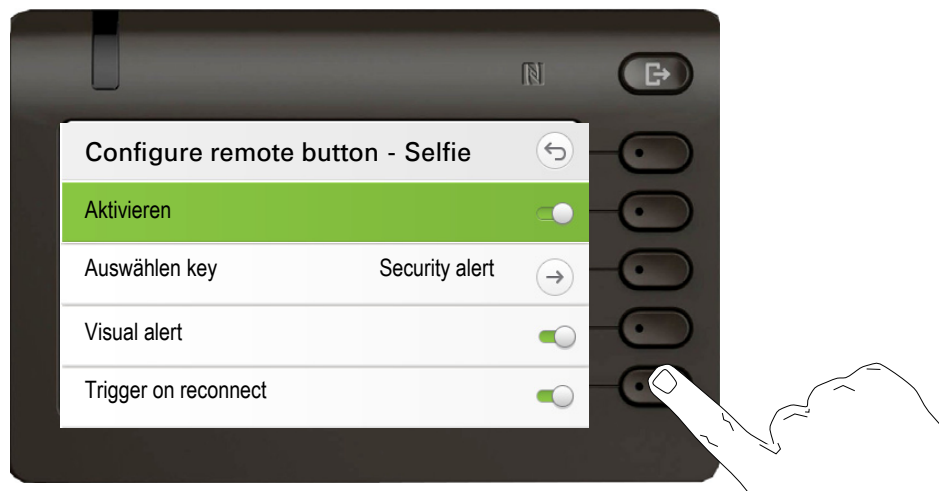 Configure remote button - Selfie
Aktivieren
Auswählen key Security alert
Visual alert
Trigger on reconnect